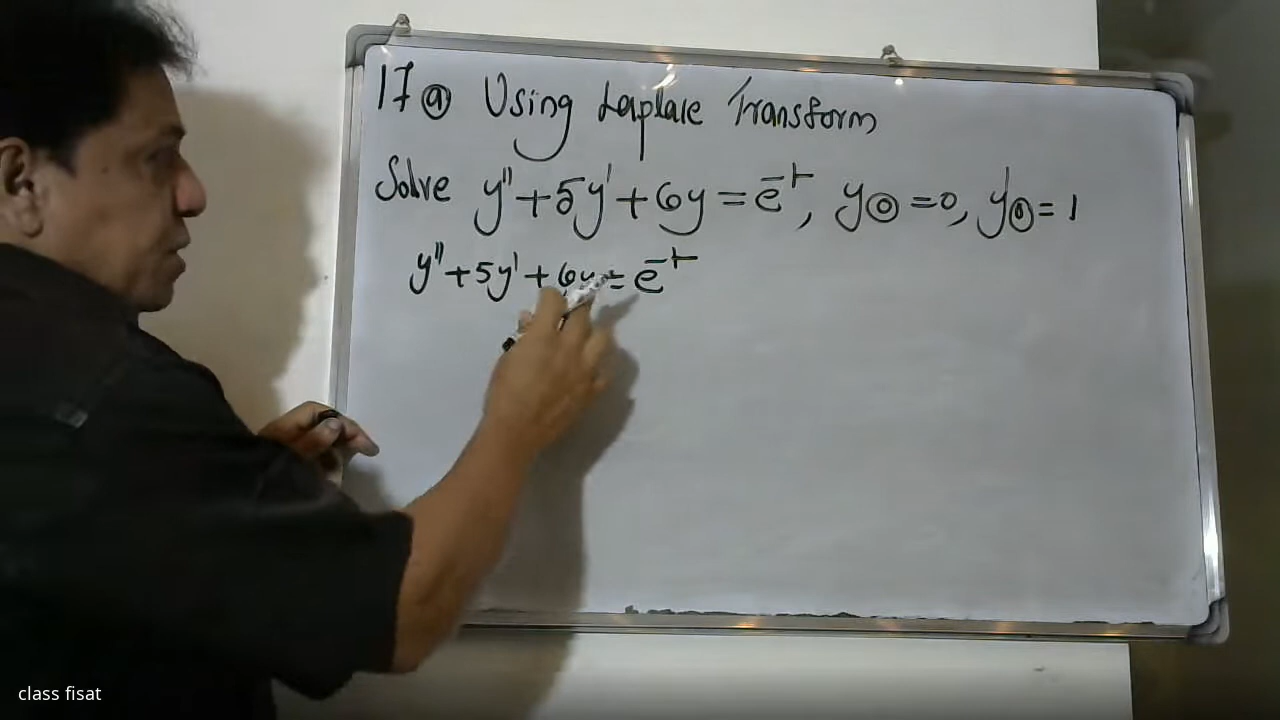 17 (a) Using Laplace Transform
Solve y'' + 5y' + 6y = e^-t, y(0) = 0, y'(0) = 1
y'' + 5y' + 6y = e^-t
class fisat